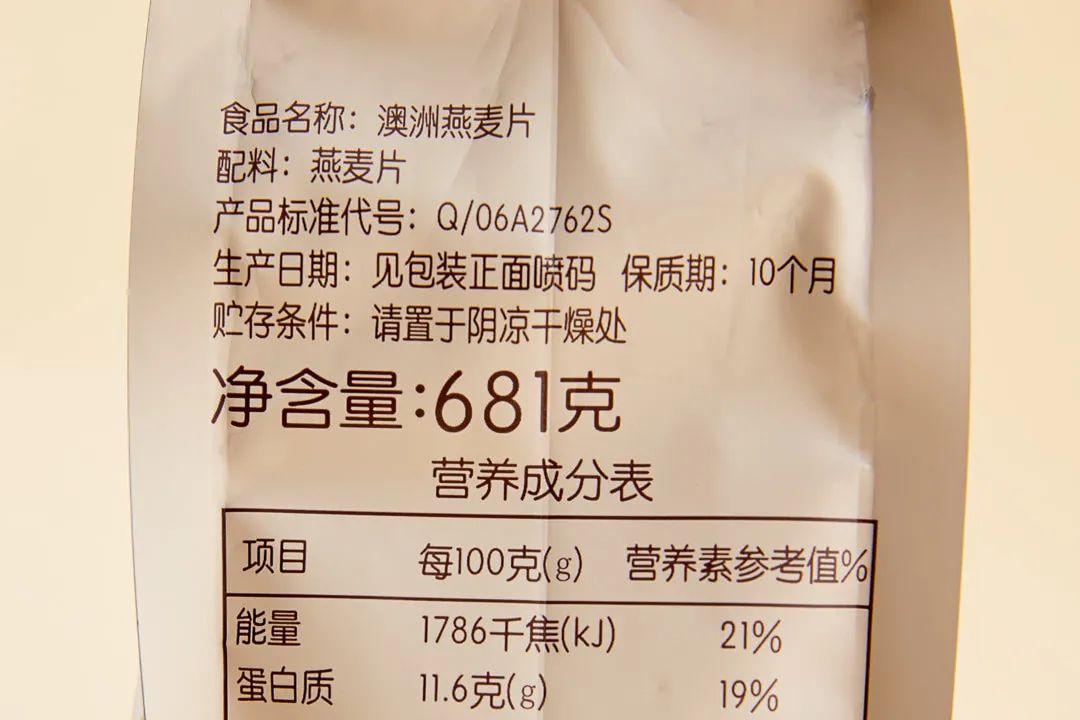 食品名称：澳洲燕麦片
配料：燕麦片
产品标准代号：Q/06A2762S
生产日期：见包装正面喷码 保质期：10个月
贮存条件：请置于阴凉干燥处
净含量:681克
营养成分表
项目 每100克(g) 营养素参考值%
能量 1786千焦(kJ) 21%
蛋白质 11.6克(g) 19%